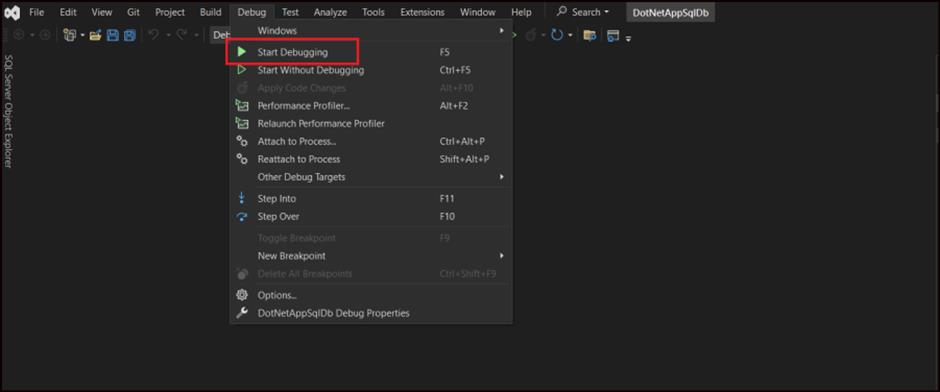 File Edit View Git Project Build Debug Test Analyze Tools Extensions Window Help Search DotNetAppSqlDb
SQL Server Object Explorer
Windows
Start Debugging F5
Start Without Debugging Ctrl+F5
Apply Code Changes Alt+F10
Performance Profiler... Alt+F2
Relaunch Performance Profiler
Attach to Process... Ctrl+Alt+P
Reattach to Process Shift+Alt+P
Other Debug Targets
Step Into F11
Step Over F10
Toggle Breakpoint F9
New Breakpoint
Delete All Breakpoints Ctrl+Shift+F9
Options...
DotNetAppSqlDb Debug Properties